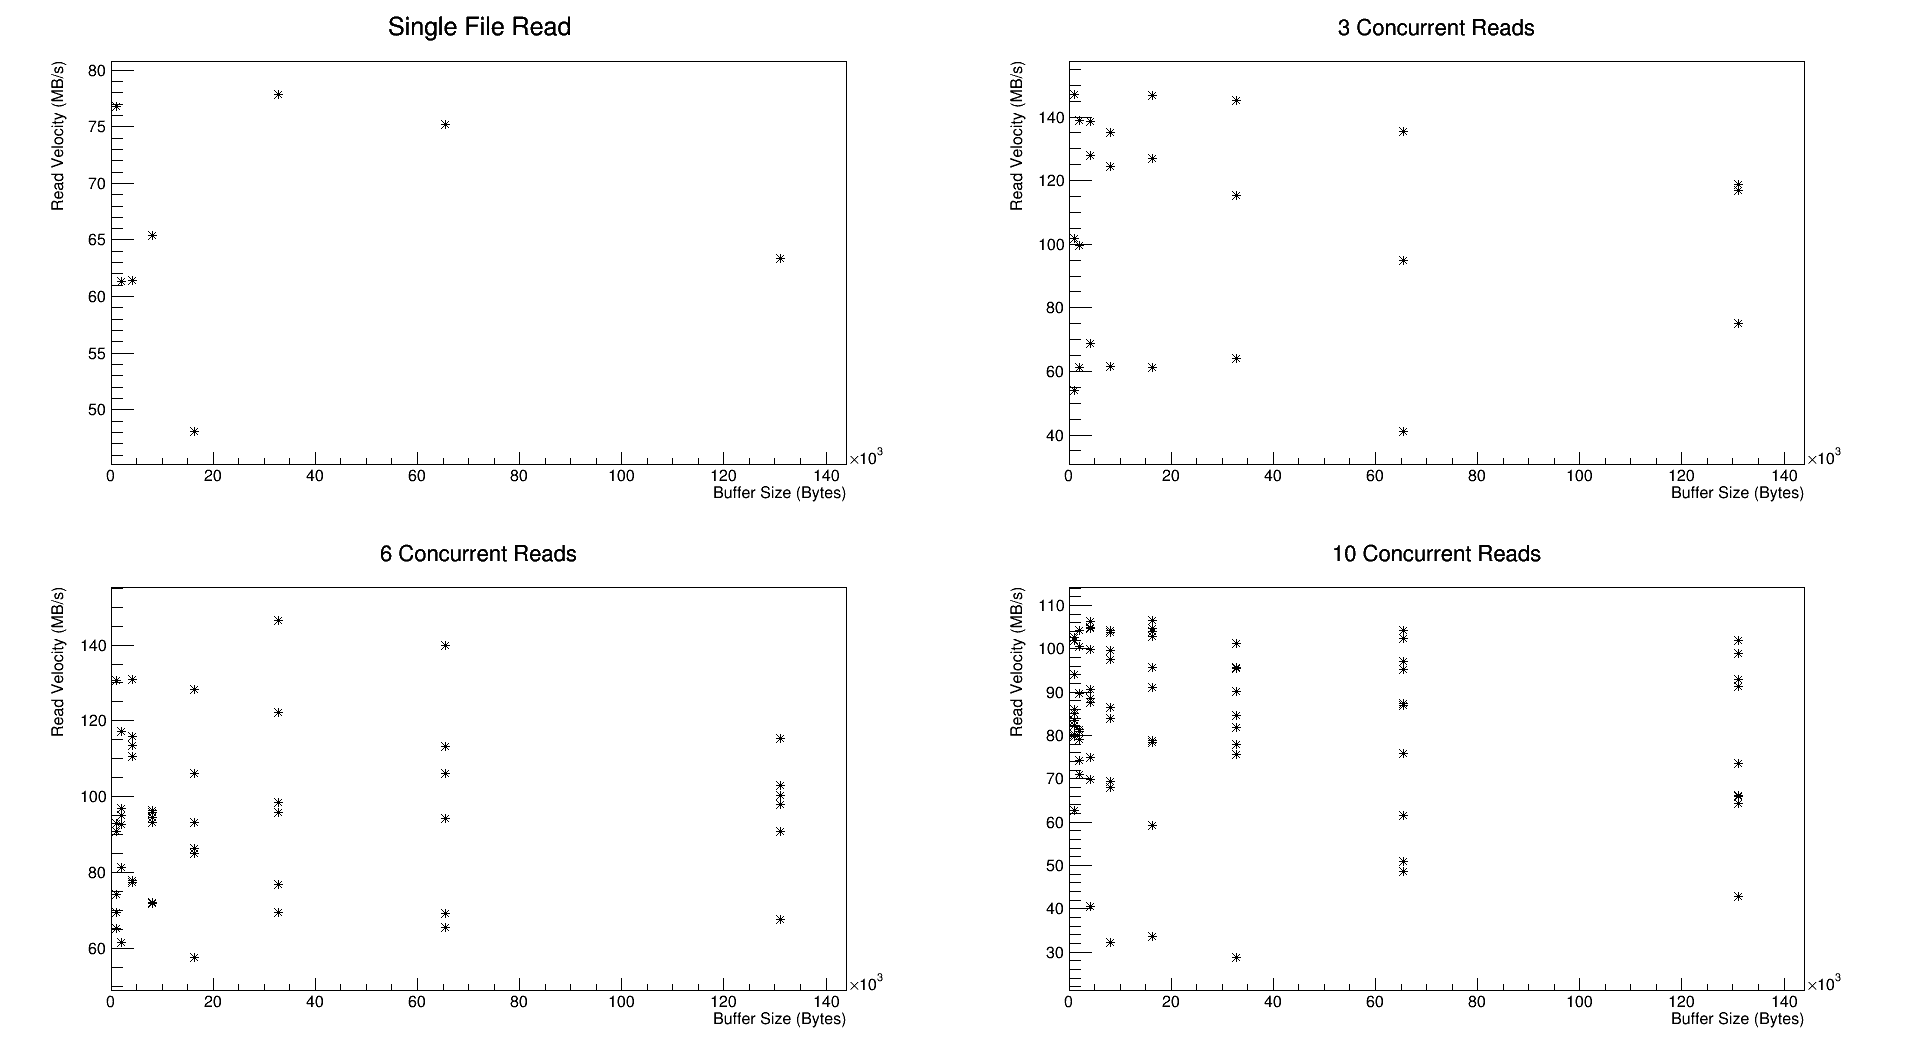 Single File Read
Read Velocity (MB/s)
80
75
70
65
60
55
50
0 20 40 60 80 100 120 140
×10³
Buffer Size (Bytes)
3 Concurrent Reads
Read Velocity (MB/s)
140
120
100
80
60
40
0 20 40 60 80 100 120 140
×10³
Buffer Size (Bytes)
6 Concurrent Reads
Read Velocity (MB/s)
140
120
100
80
60
0 20 40 60 80 100 120 140
×10³
Buffer Size (Bytes)
10 Concurrent Reads
Read Velocity (MB/s)
110
100
90
80
70
60
50
40
30
0 20 40 60 80 100 120 140
×10³
Buffer Size (Bytes)